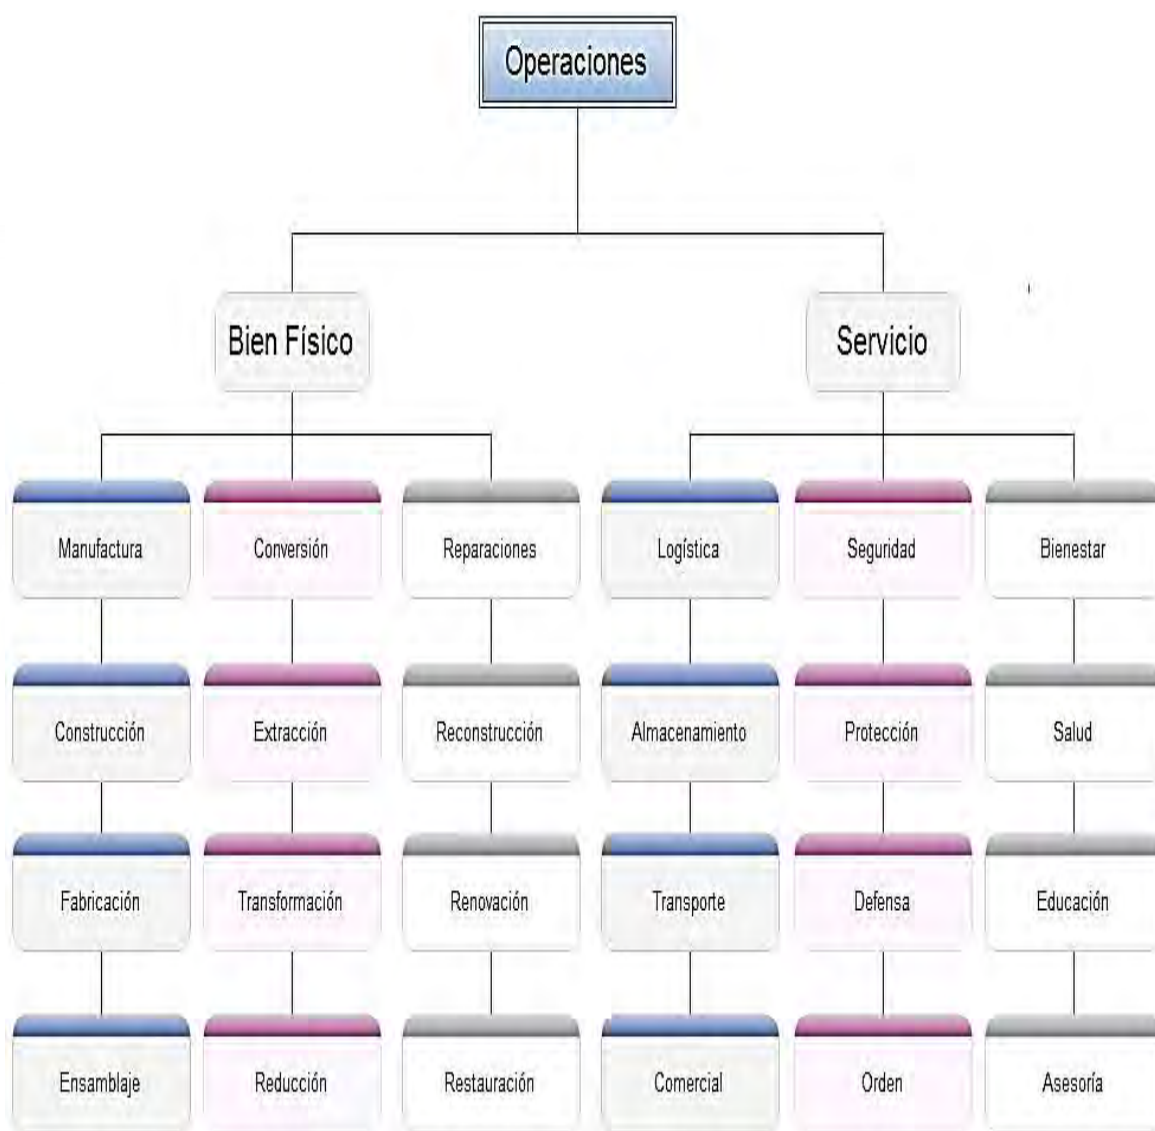 Operaciones
Bien Físico
Servicio
Manufactura
Conversión
Reparaciones
Logística
Seguridad
Bienestar
Construcción
Extracción
Reconstrucción
Almacenamiento
Protección
Salud
Fabricación
Transformación
Renovación
Transporte
Defensa
Educación
Ensamblaje
Reducción
Restauración
Comercial
Orden
Asesoría